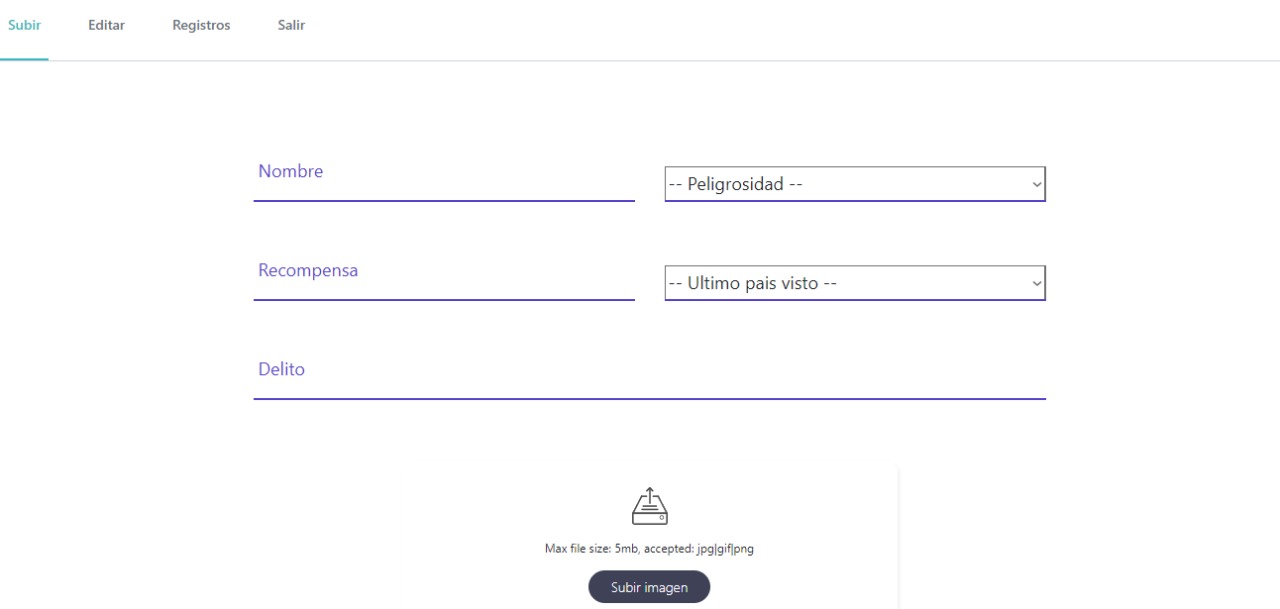 Subir Editar Registros Salir
Nombre
-- Peligrosidad --
Recompensa
-- Ultimo pais visto --
Delito
Max file size: 5mb, accepted: jpg|gif|png
Subir imagen